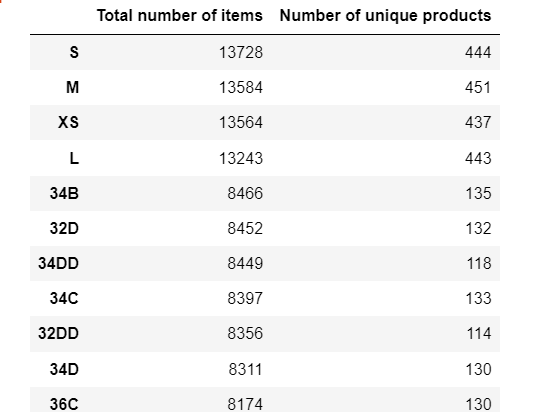 Total number of items Number of unique products
S 13728 444
M 13584 451
XS 13564 437
L 13243 443
34B 8466 135
32D 8452 132
34DD 8449 118
34C 8397 133
32DD 8356 114
34D 8311 130
36C 8174 130